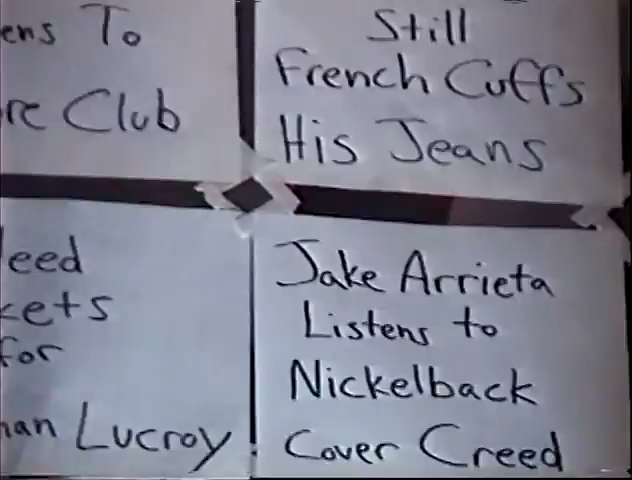 ens To
Club
Still
French Cuffs
His Jeans
eed
kets
for
Lucroy
Jake Arrieta
Listens to
Nickelback
Cover Creed